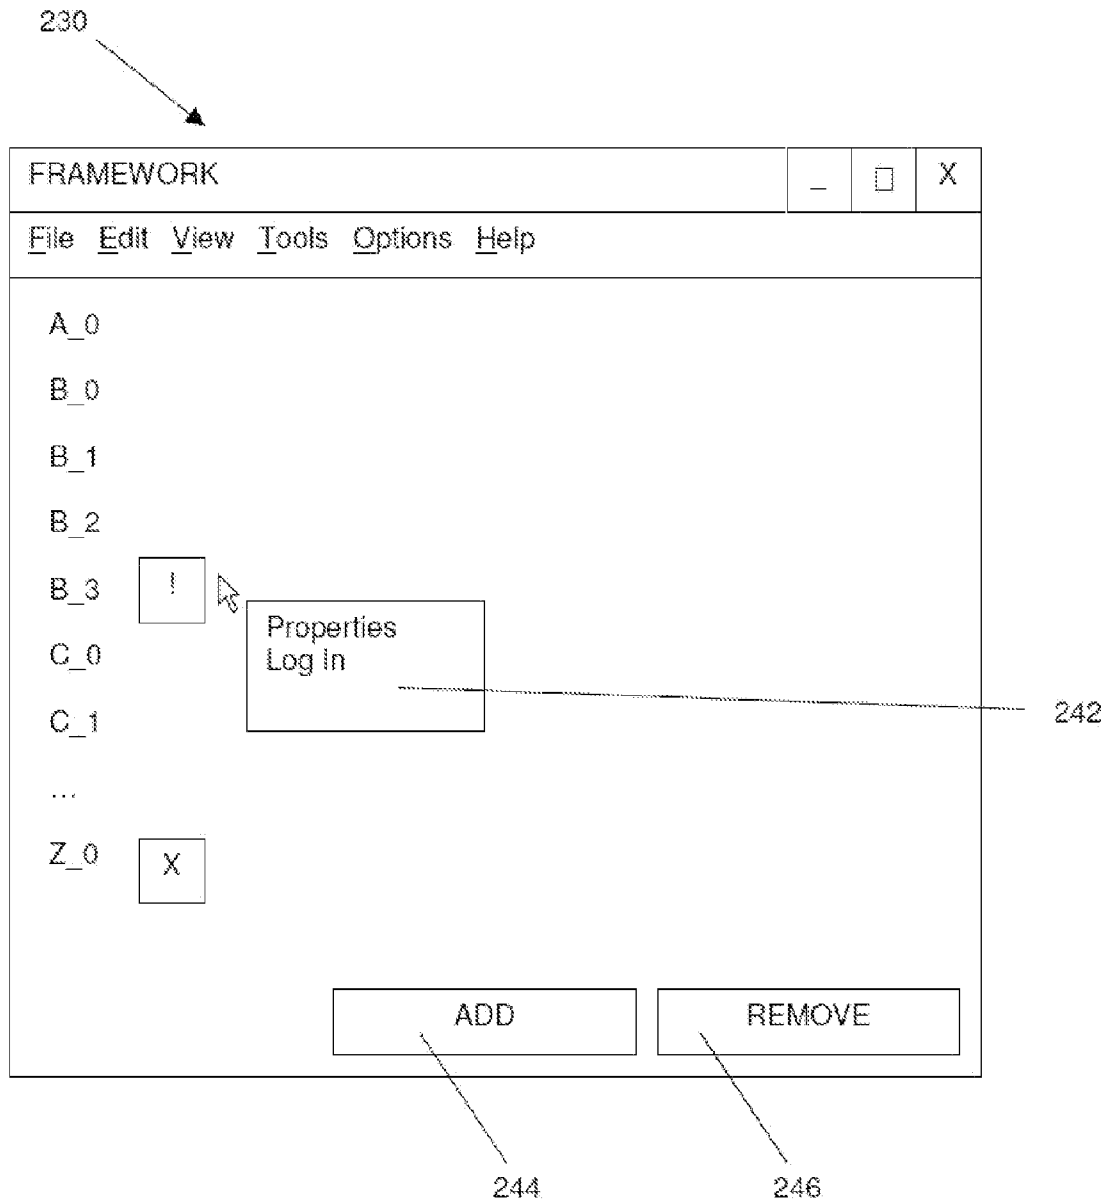 230
FRAMEWORK _ □ X
File Edit View Tools Options Help
A_0
B_0
B_1
B_2
B_3 !
Properties
Log In
C_0
C_1
242
...
Z_0 X
ADD REMOVE
244 246